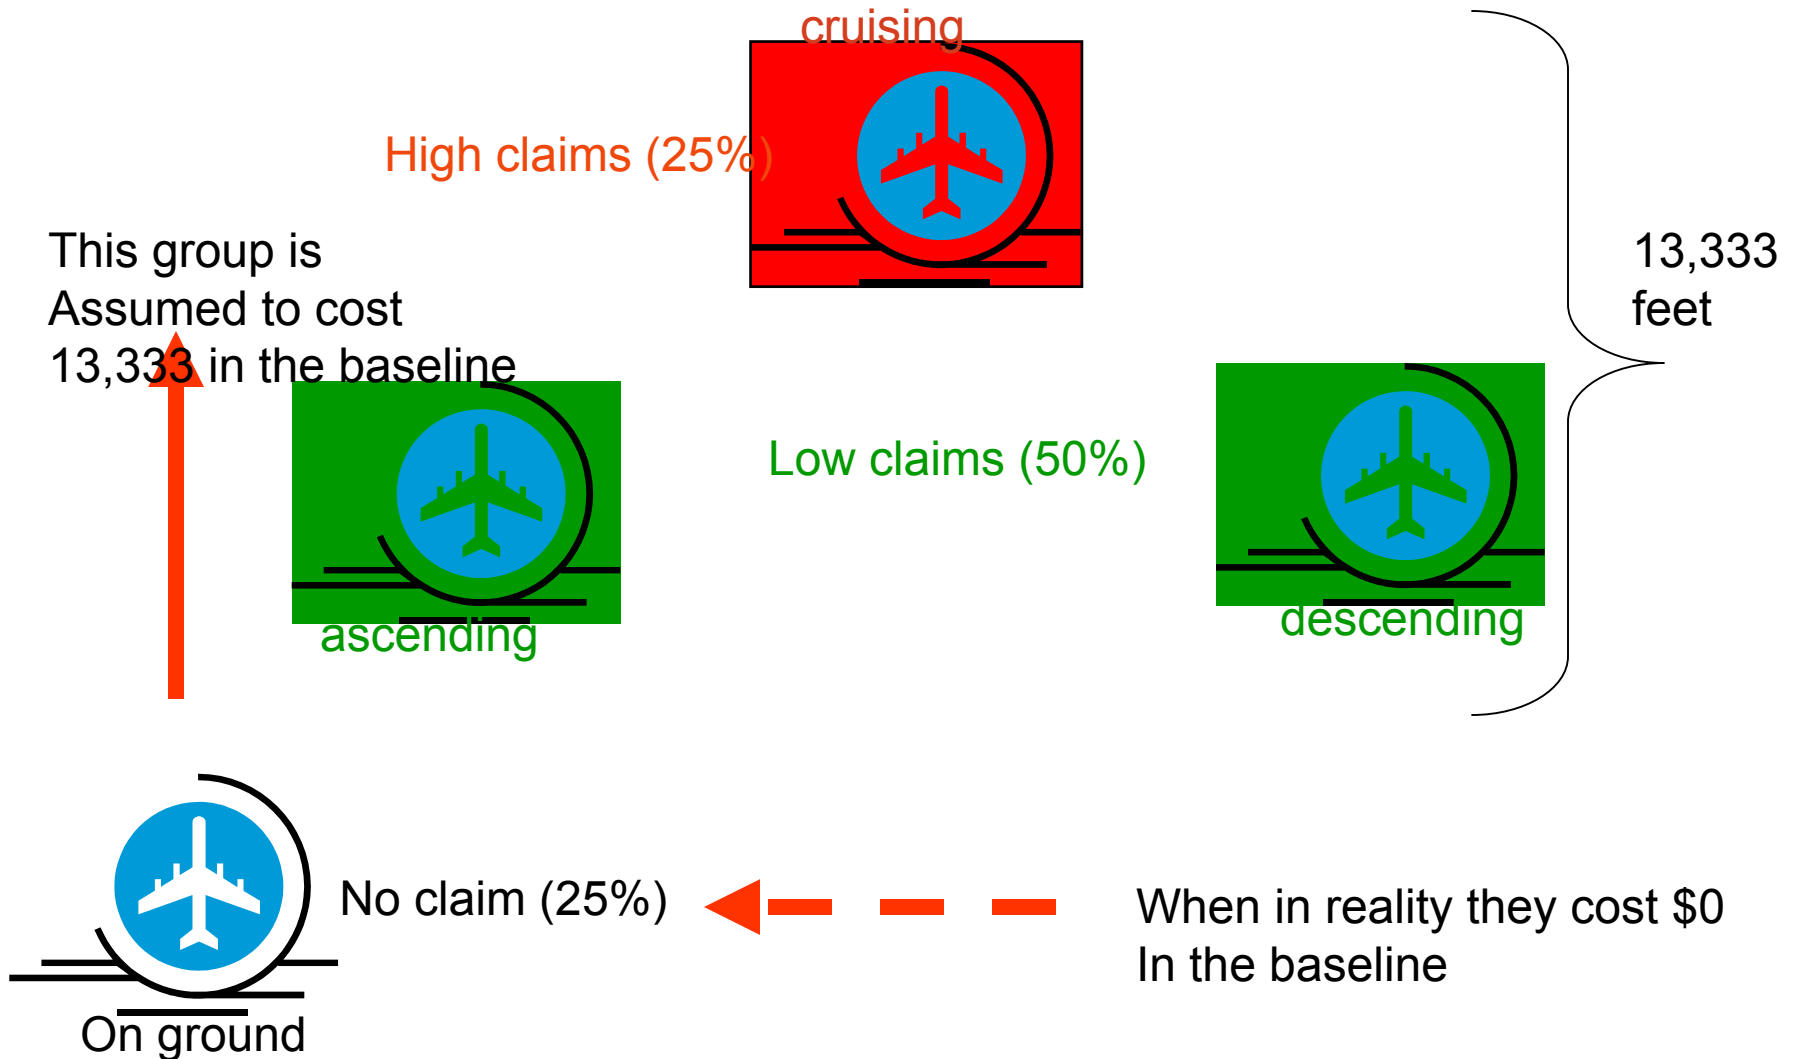 cruising
High claims (25%)
This group is
Assumed to cost
13,333 in the baseline
13,333
feet
Low claims (50%)
ascending
descending
No claim (25%)
When in reality they cost $0
In the baseline
On ground